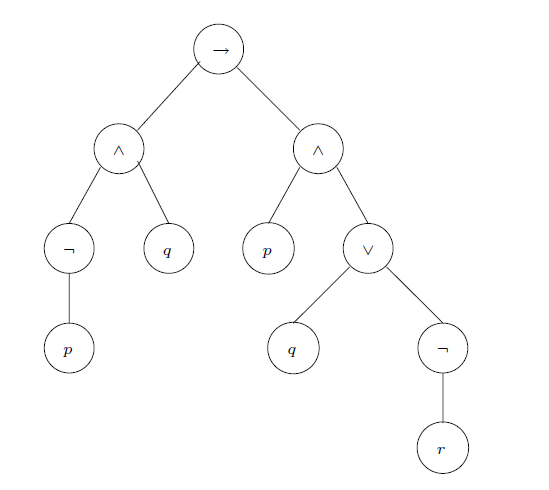 →
∧ ∧
¬ q p ∨
p q ¬
r